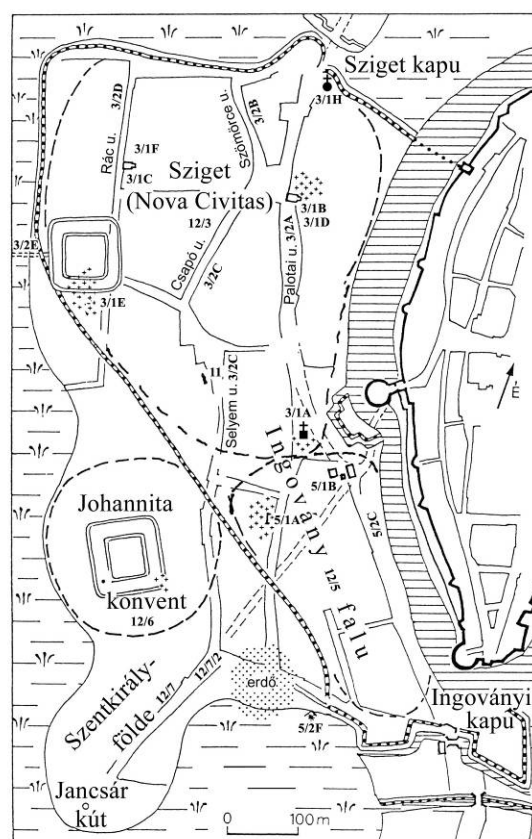 Sziget kapu
3/1H
3/2D
Rác u.
3/1F
3/1C
Szömörce u.
3/2B
Sziget
(Nova Civitas)
12/3
3/1B
3/1D
Palotai u. 3/2A
Csapó u.
3/2C
3/2E
3/1E
É
11
Selyem u. 3/2C
3/1A
Ingovány
falu
12/5
5/1B
5/1A
5/2C
Johannita
konvent
12/6
Szentkirály-
földe
12/7
12/7/2
erdő
5/2F
Ingoványi
kapu
Jancsár
kút
0 100 m